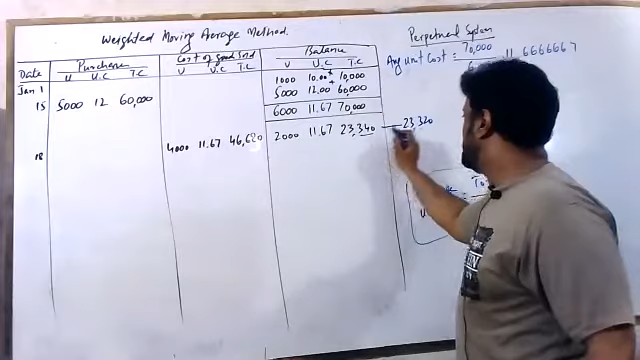 Weighted Moving Average Method.
Perpetual System
Date Purchases Cost of good Sold Balance
U U.C T.C U U.C T.C U U.C T.C
Avg unit Cost = 70,000 11.6666667
Jan 1 1000 10.00 10,000
15 5000 12 60,000 5000 12.00 60,000
6000 11.67 70,000
18 4000 11.67 46,680 2000 11.67 23,340 23,320